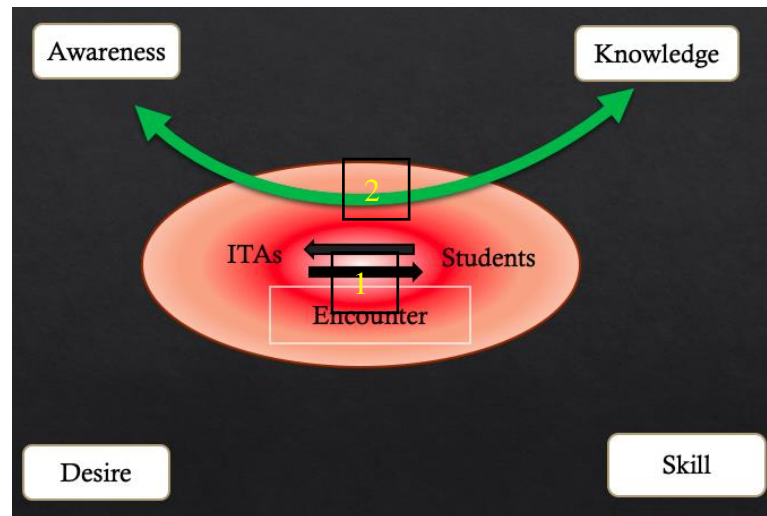 Awareness
Knowledge
2
ITAs
Students
1
Encounter
Desire
Skill